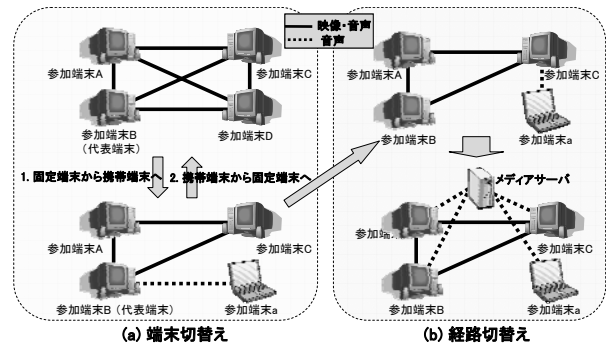 映像・音声
音声
参加端末A
参加端末C
参加端末B
（代表端末）
参加端末D
1. 固定端末から携帯端末へ
2. 携帯端末から固定端末へ
参加端末A
参加端末C
参加端末B（代表端末）
参加端末a
(a) 端末切替え
参加端末A
参加端末C
参加端末B
参加端末a
メディアサーバ
参加端末
参加端末C
参加端末B
参加端末a
(b) 経路切替え